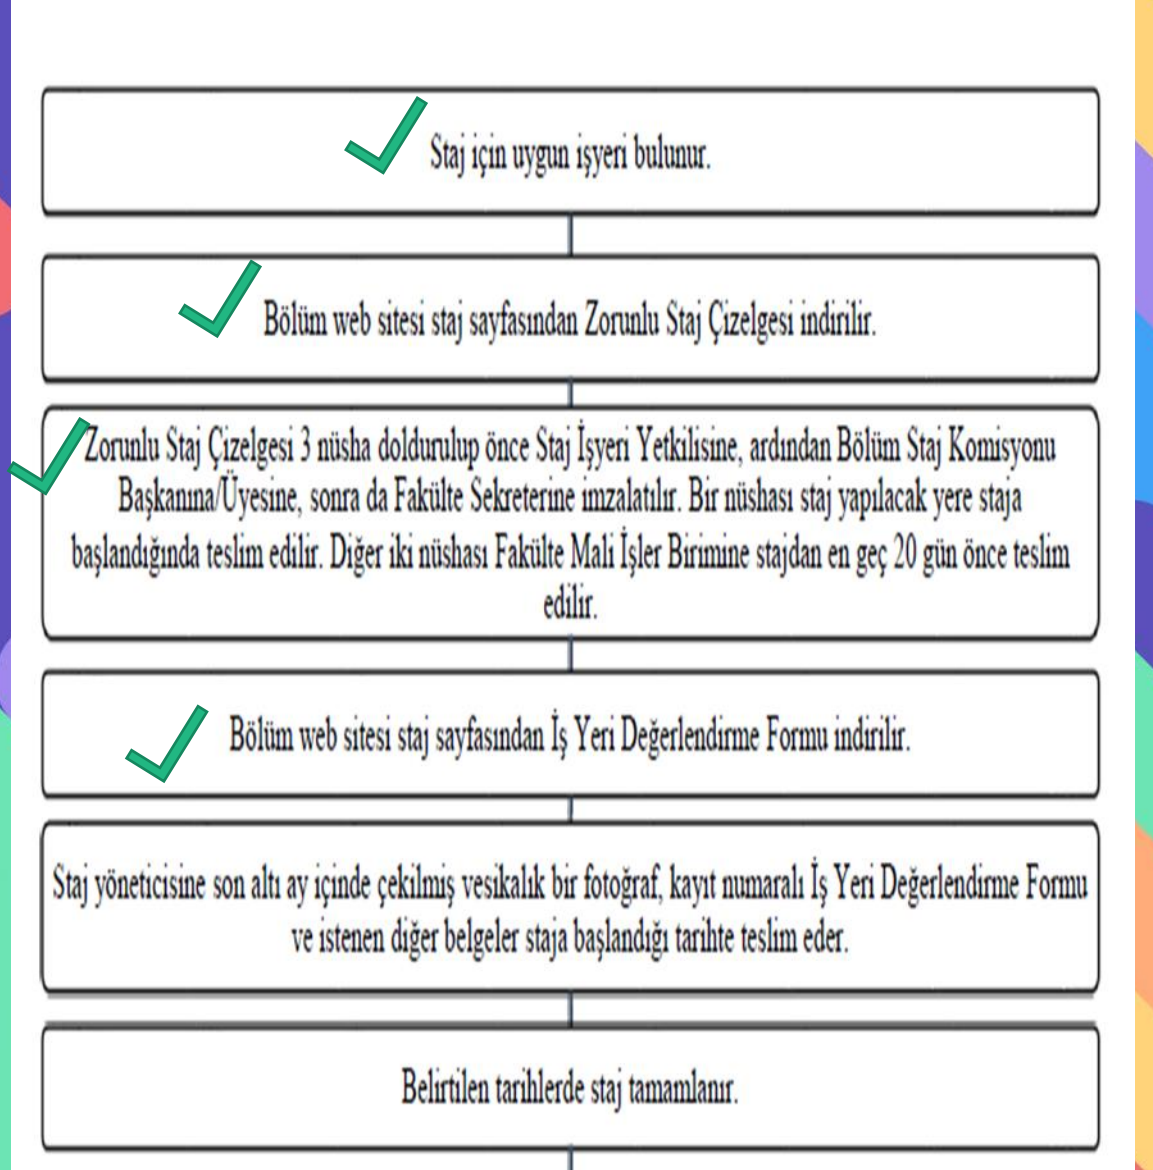 Staj için uygun işyeri bulunur.
Bölüm web sitesi staj sayfasından Zorunlu Staj Çizelgesi indirilir.
Zorunlu Staj Çizelgesi 3 nüsha doldurulup önce Staj İşyeri Yetkilisine, ardından Bölüm Staj Komisyonu
Başkanına/Üyesine, sonra da Fakülte Sekreterine imzalatılır. Bir nüshası staj yapılacak yere staja
başlandığında teslim edilir. Diğer iki nüshası Fakülte Mali İşler Birimine stajdan en geç 20 gün önce teslim
edilir.
Bölüm web sitesi staj sayfasından İş Yeri Değerlendirme Formu indirilir.
Staj yöneticisine son altı ay içinde çekilmiş vesikalık bir fotoğraf, kayıt numaralı İş Yeri Değerlendirme Formu
ve istenen diğer belgeler staja başlandığı tarihte teslim eder.
Belirtilen tarihlerde staj tamamlanır.